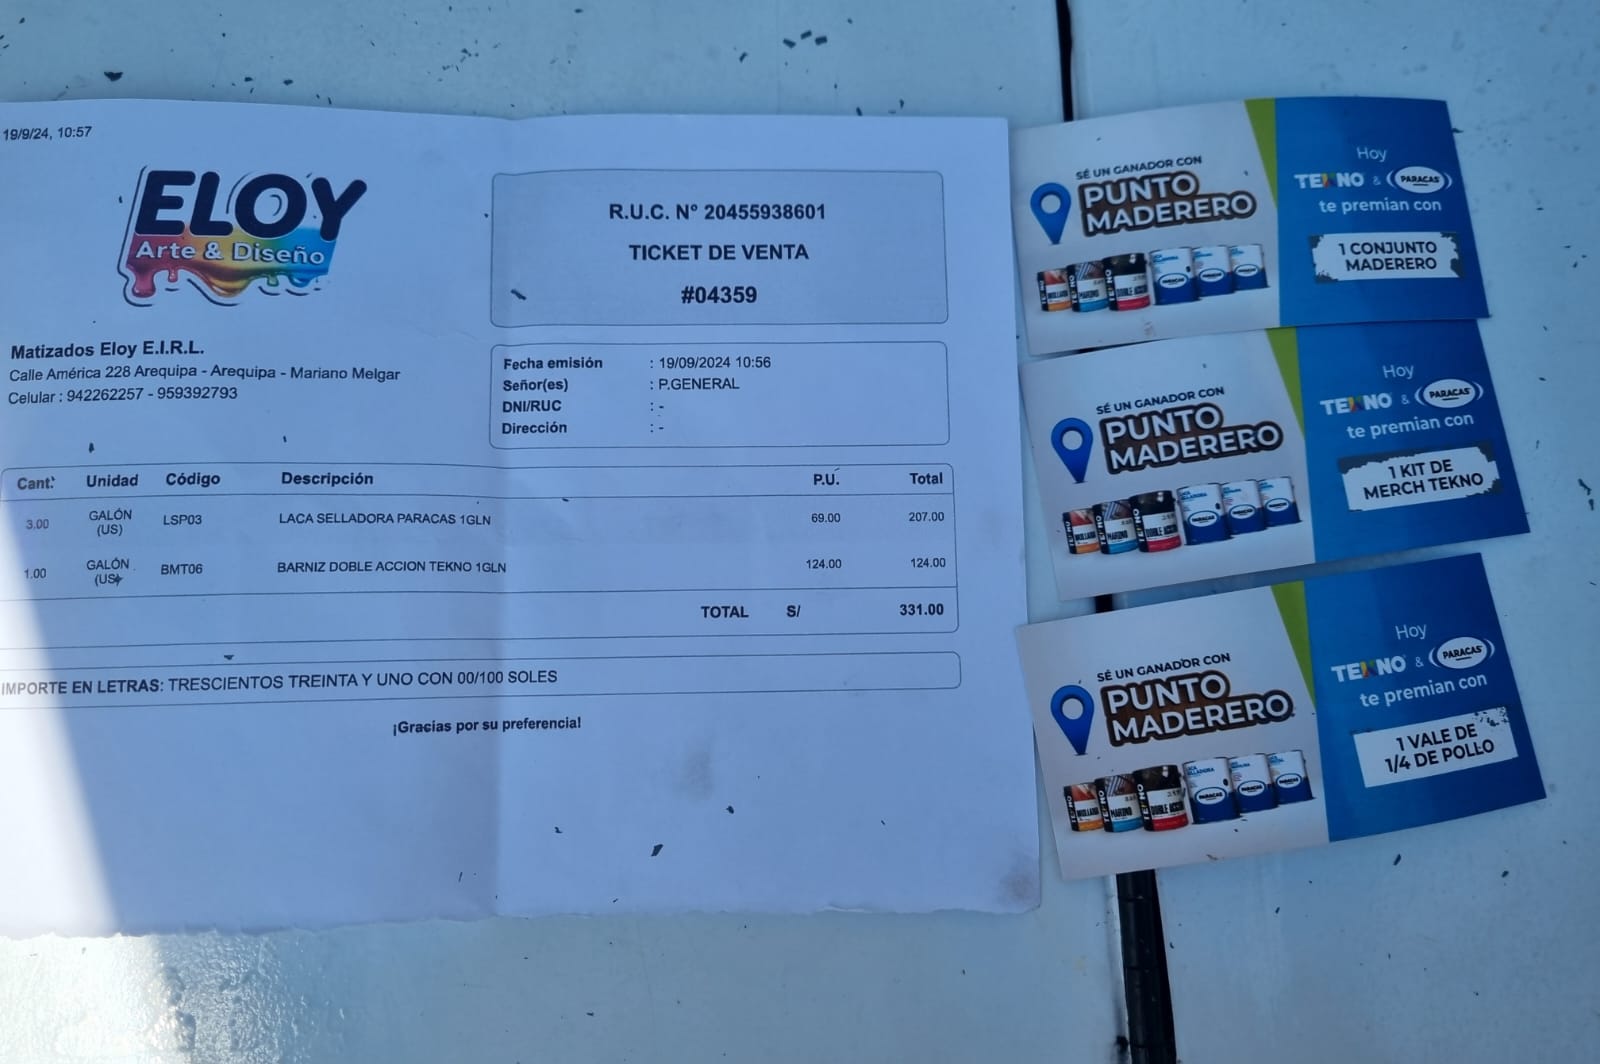 19/9/24, 10:57
ELOY
Arte & Diseño
R.U.C. N° 20455938601
TICKET DE VENTA
#04359
Matizados Eloy E.I.R.L.
Calle América 228 Arequipa - Arequipa - Mariano Melgar
Celular : 942262257 - 959392793
Fecha emisión : 19/09/2024 10:56
Señor(es) : P.GENERAL
DNI/RUC : -
Dirección : -
Cant. Unidad Código Descripción P.U. Total
3.00 GALÓN (US) LSP03 LACA SELLADORA PARACAS 1GLN 69.00 207.00
1.00 GALÓN (US) BMT06 BARNIZ DOBLE ACCION TEKNO 1GLN 124.00 124.00
TOTAL S/ 331.00
IMPORTE EN LETRAS: TRESCIENTOS TREINTA Y UNO CON 00/100 SOLES
¡Gracias por su preferencia!
SÉ UN GANADOR CON
PUNTO
MADERERO
Hoy
TEKNO & PARACAS
te premian con
1 CONJUNTO
MADERERO
SÉ UN GANADOR CON
PUNTO
MADERERO
Hoy
TEKNO & PARACAS
te premian con
1 KIT DE
MERCH TEKNO
SÉ UN GANADOR CON
PUNTO
MADERERO
Hoy
TEKNO & PARACAS
te premian con
1 VALE DE
1/4 DE POLLO